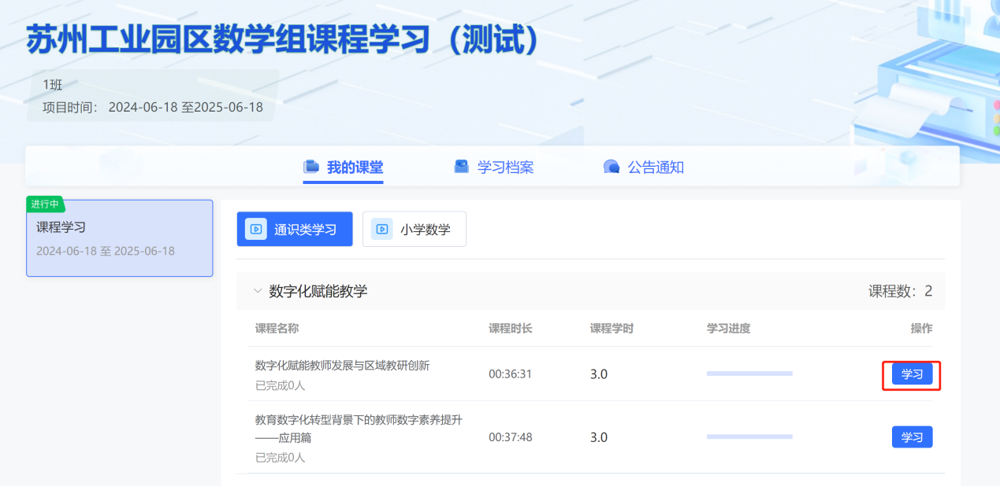 苏州工业园区数学组课程学习（测试）
1班
项目时间： 2024-06-18 至2025-06-18
我的课堂 学习档案 公告通知
进行中
课程学习
2024-06-18 至 2025-06-18
通识类学习 小学数学
数字化赋能教学 课程数：2
课程名称 课程时长 课程学时 学习进度 操作
数字化赋能教师发展与区域教研创新 00:36:31 3.0 学习
已完成0人
教育数字化转型背景下的教师数字素养提升
——应用篇 00:37:48 3.0 学习
已完成0人